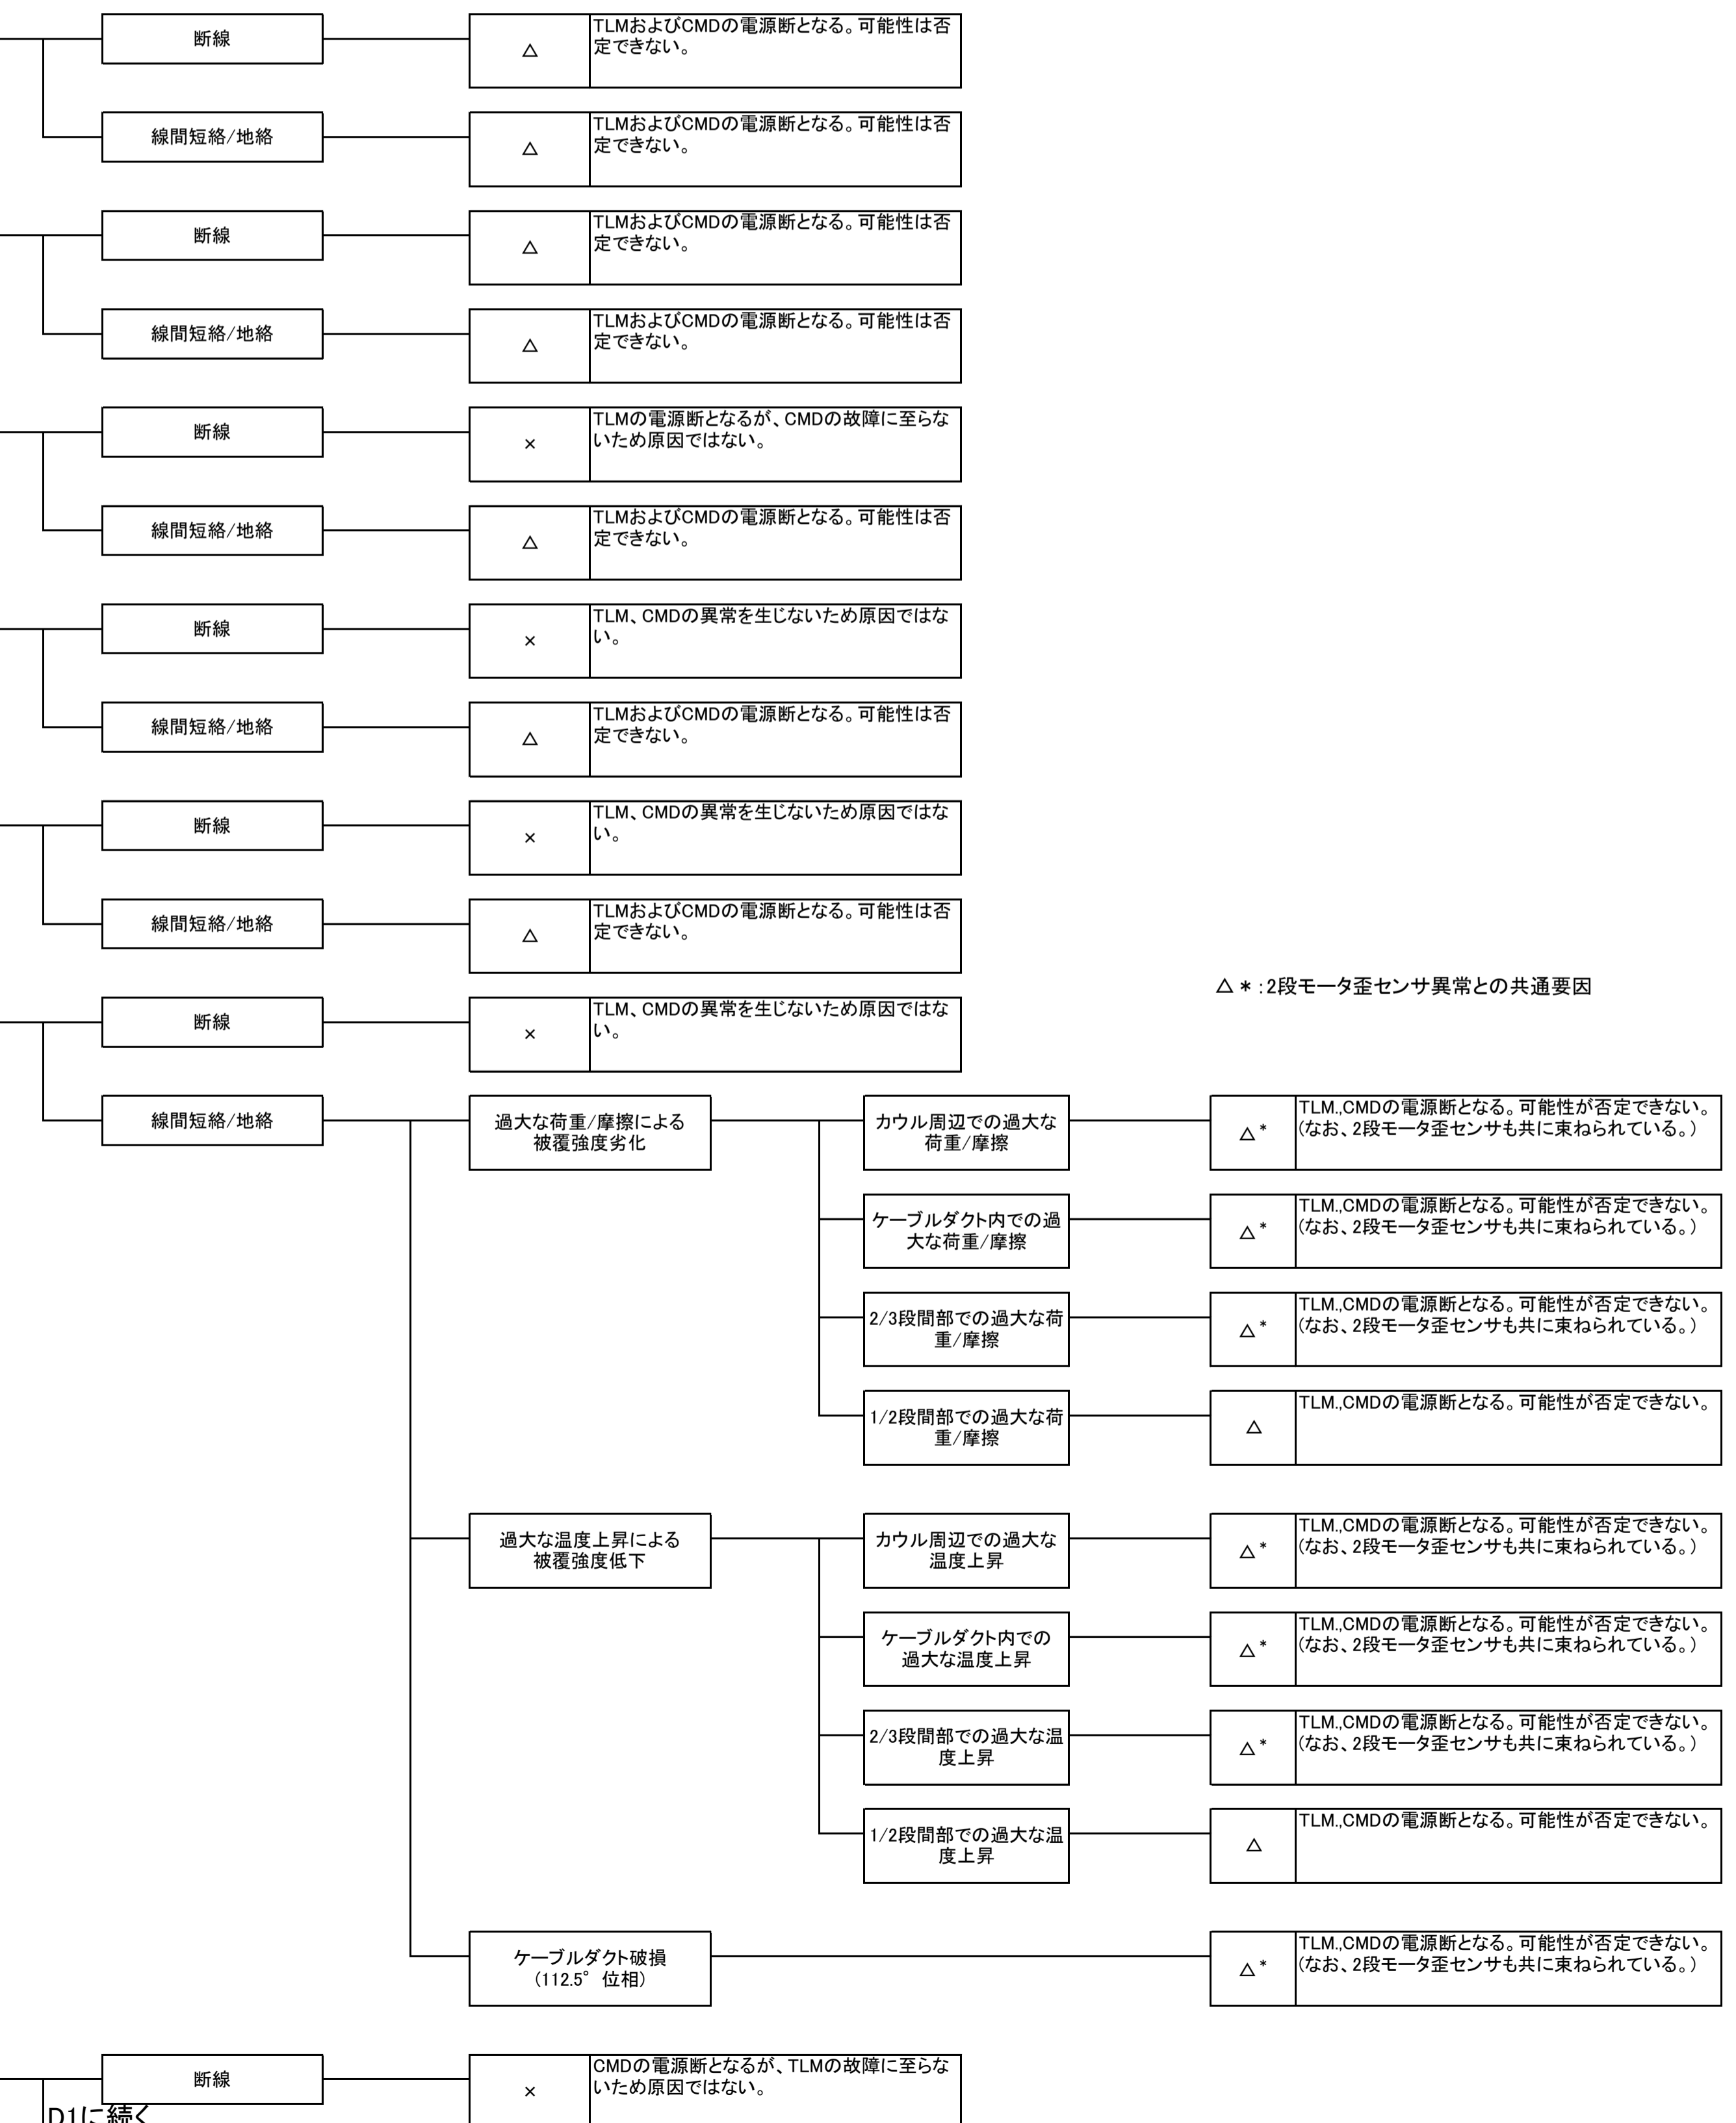 断線
△
TLMおよびCMDの電源断となる。可能性は否
定できない。
線間短絡/地絡
△
TLMおよびCMDの電源断となる。可能性は否
定できない。
断線
△
TLMおよびCMDの電源断となる。可能性は否
定できない。
線間短絡/地絡
△
TLMおよびCMDの電源断となる。可能性は否
定できない。
断線
×
TLMの電源断となるが、CMDの故障に至らな
いため原因ではない。
線間短絡/地絡
△
TLMおよびCMDの電源断となる。可能性は否
定できない。
断線
×
TLM、CMDの異常を生じないため原因ではな
い。
線間短絡/地絡
△
TLMおよびCMDの電源断となる。可能性は否
定できない。
断線
×
TLM、CMDの異常を生じないため原因ではな
い。
線間短絡/地絡
△
TLMおよびCMDの電源断となる。可能性は否
定できない。
△*:2段モータ歪センサ異常との共通要因
断線
×
TLM、CMDの異常を生じないため原因ではな
い。
線間短絡/地絡
過大な荷重/摩擦による
被覆強度劣化
カウル周辺での過大な
荷重/摩擦
△*
TLM.,CMDの電源断となる。可能性が否定できない。
(なお、2段モータ歪センサも共に束ねられている。)
ケーブルダクト内での過
大な荷重/摩擦
△*
TLM.,CMDの電源断となる。可能性が否定できない。
(なお、2段モータ歪センサも共に束ねられている。)
2/3段間部での過大な荷
重/摩擦
△*
TLM.,CMDの電源断となる。可能性が否定できない。
(なお、2段モータ歪センサも共に束ねられている。)
1/2段間部での過大な荷
重/摩擦
△
TLM.,CMDの電源断となる。可能性が否定できない。
過大な温度上昇による
被覆強度低下
カウル周辺での過大な
温度上昇
△*
TLM.,CMDの電源断となる。可能性が否定できない。
(なお、2段モータ歪センサも共に束ねられている。)
ケーブルダクト内での
過大な温度上昇
△*
TLM.,CMDの電源断となる。可能性が否定できない。
(なお、2段モータ歪センサも共に束ねられている。)
2/3段間部での過大な温
度上昇
△*
TLM.,CMDの電源断となる。可能性が否定できない。
(なお、2段モータ歪センサも共に束ねられている。)
1/2段間部での過大な温
度上昇
△
TLM.,CMDの電源断となる。可能性が否定できない。
ケーブルダクト破損
(112.5°位相)
△*
TLM.,CMDの電源断となる。可能性が否定できない。
(なお、2段モータ歪センサも共に束ねられている。)
断線
×
CMDの電源断となるが、TLMの故障に至らな
いため原因ではない。
D1に続く